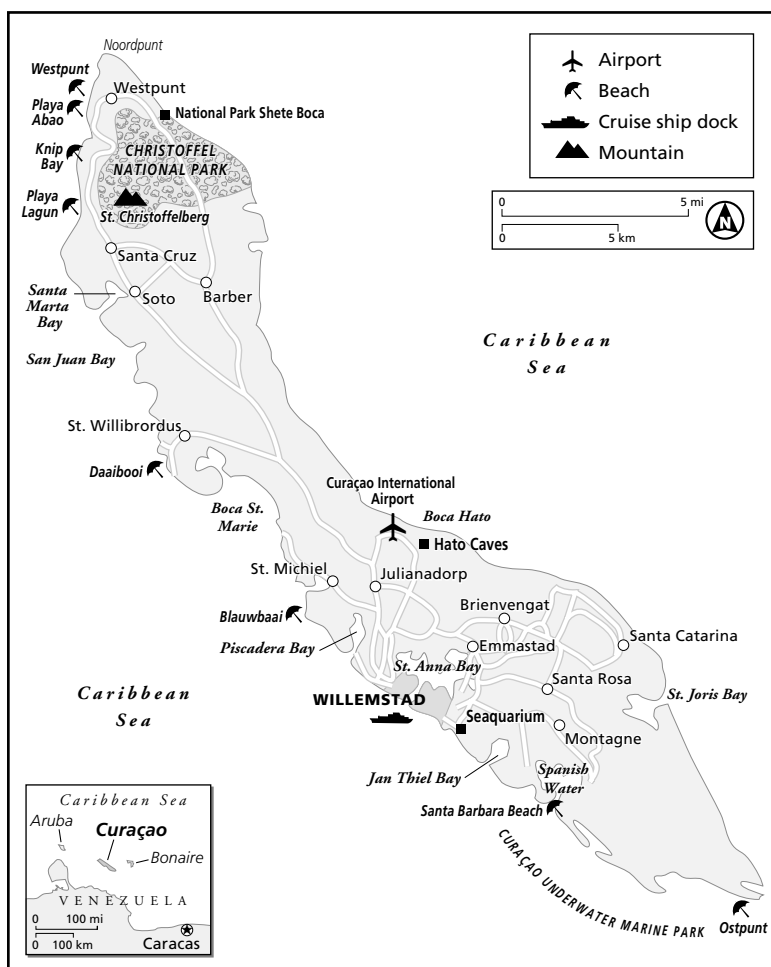 Noordpunt
Westpunt
Westpunt
Playa
Abao
National Park Shete Boca
Knip
Bay
CHRISTOFFEL
NATIONAL PARK
Playa
Lagun
St. Christoffelberg
Santa Cruz
Santa
Marta
Bay
Soto
Barber
San Juan Bay
St. Willibrordus
Daaibooi
Boca St.
Marie
Curaçao International
Airport
Boca Hato
Hato Caves
St. Michiel
Julianadorp
Blauwbaai
Piscadera Bay
Brienvengat
Emmastad
Santa Catarina
St. Anna Bay
Santa Rosa
St. Joris Bay
WILLEMSTAD
Seaquarium
Montagne
Jan Thiel Bay
Spanish
Water
Santa Barbara Beach
CURAÇAO UNDERWATER MARINE PARK
Ostpunt
Caribbean
Sea
Caribbean
Sea
Airport
Beach
Cruise ship dock
Mountain
0 5 mi
0 5 km
N
Caribbean Sea
Aruba
Curaçao
Bonaire
VENEZUELA
0 100 mi
0 100 km
Caracas